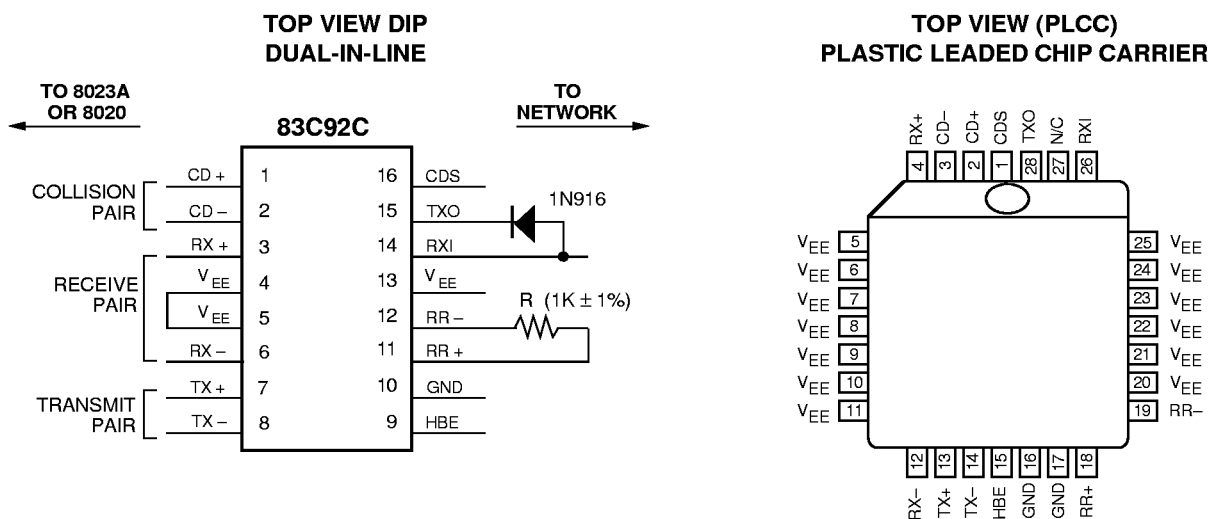 TOP VIEW DIP
DUAL-IN-LINE
TO 8023A
OR 8020
TO
NETWORK
83C92C
COLLISION
PAIR
RECEIVE
PAIR
TRANSMIT
PAIR
CD + 1 16 CDS
CD – 2 15 TXO 1N916
RX + 3 14 RXI
VEE 4 13 VEE
VEE 5 12 RR – R (1K ± 1%)
RX – 6 11 RR +
TX + 7 10 GND
TX – 8 9 HBE
TOP VIEW (PLCC)
PLASTIC LEADED CHIP CARRIER
RX+ CD– CD+ CDS TXO N/C RXI
4 3 2 1 28 27 26
VEE 5 25 VEE
VEE 6 24 VEE
VEE 7 23 VEE
VEE 8 22 VEE
VEE 9 21 VEE
VEE 10 20 VEE
VEE 11 19 RR–
12 13 14 15 16 17 18
RX– TX+ TX– HBE GND GND RR+